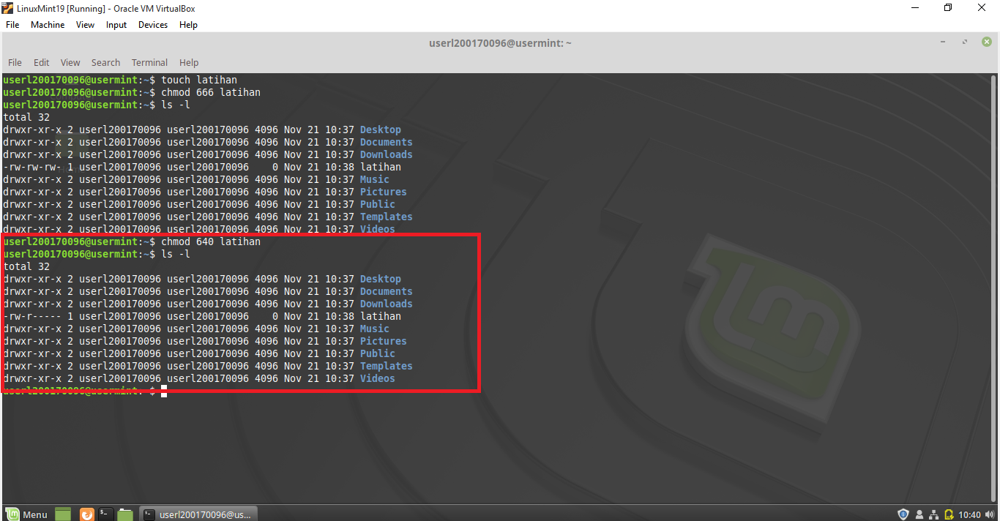 LinuxMint19 [Running] - Oracle VM VirtualBox
File Machine View Input Devices Help
userl200170096@usermint: ~
File Edit View Search Terminal Help
userl200170096@usermint:~$ touch latihan
userl200170096@usermint:~$ chmod 666 latihan
userl200170096@usermint:~$ ls -l
total 32
drwxr-xr-x 2 userl200170096 userl200170096 4096 Nov 21 10:37 Desktop
drwxr-xr-x 2 userl200170096 userl200170096 4096 Nov 21 10:37 Documents
drwxr-xr-x 2 userl200170096 userl200170096 4096 Nov 21 10:37 Downloads
-rw-rw-rw- 1 userl200170096 userl200170096    0 Nov 21 10:38 latihan
drwxr-xr-x 2 userl200170096 userl200170096 4096 Nov 21 10:37 Music
drwxr-xr-x 2 userl200170096 userl200170096 4096 Nov 21 10:37 Pictures
drwxr-xr-x 2 userl200170096 userl200170096 4096 Nov 21 10:37 Public
drwxr-xr-x 2 userl200170096 userl200170096 4096 Nov 21 10:37 Templates
drwxr-xr-x 2 userl200170096 userl200170096 4096 Nov 21 10:37 Videos
userl200170096@usermint:~$ chmod 640 latihan
userl200170096@usermint:~$ ls -l
total 32
drwxr-xr-x 2 userl200170096 userl200170096 4096 Nov 21 10:37 Desktop
drwxr-xr-x 2 userl200170096 userl200170096 4096 Nov 21 10:37 Documents
drwxr-xr-x 2 userl200170096 userl200170096 4096 Nov 21 10:37 Downloads
-rw-r----- 1 userl200170096 userl200170096    0 Nov 21 10:38 latihan
drwxr-xr-x 2 userl200170096 userl200170096 4096 Nov 21 10:37 Music
drwxr-xr-x 2 userl200170096 userl200170096 4096 Nov 21 10:37 Pictures
drwxr-xr-x 2 userl200170096 userl200170096 4096 Nov 21 10:37 Public
drwxr-xr-x 2 userl200170096 userl200170096 4096 Nov 21 10:37 Templates
drwxr-xr-x 2 userl200170096 userl200170096 4096 Nov 21 10:37 Videos
userl200170096@usermint:~$
Menu userl200170096@us... 10:40